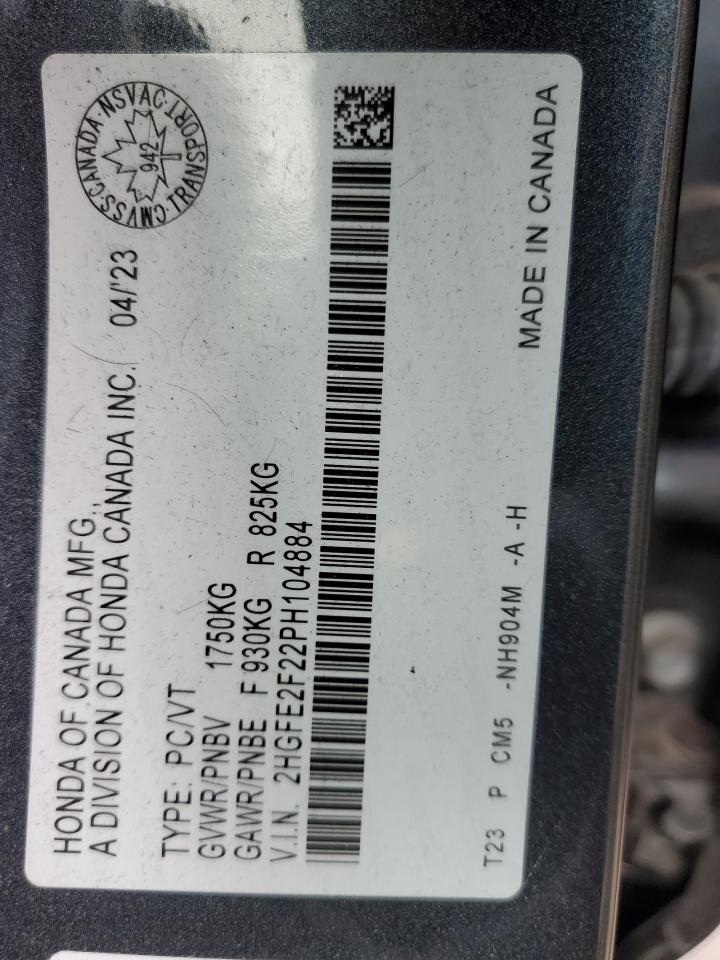 HONDA OF CANADA MFG.,
A DIVISION OF HONDA CANADA INC. 04/'23
CMVSS·CANADA·NSVAC·TRANSPORT·
942
TYPE: PC/VT
GVWR/PNBV 1750KG
GAWR/PNBE F 930KG R 825KG
V.I.N. 2HGFE2F22PH104884
T23 P CM5 -NH904M -A -H
MADE IN CANADA